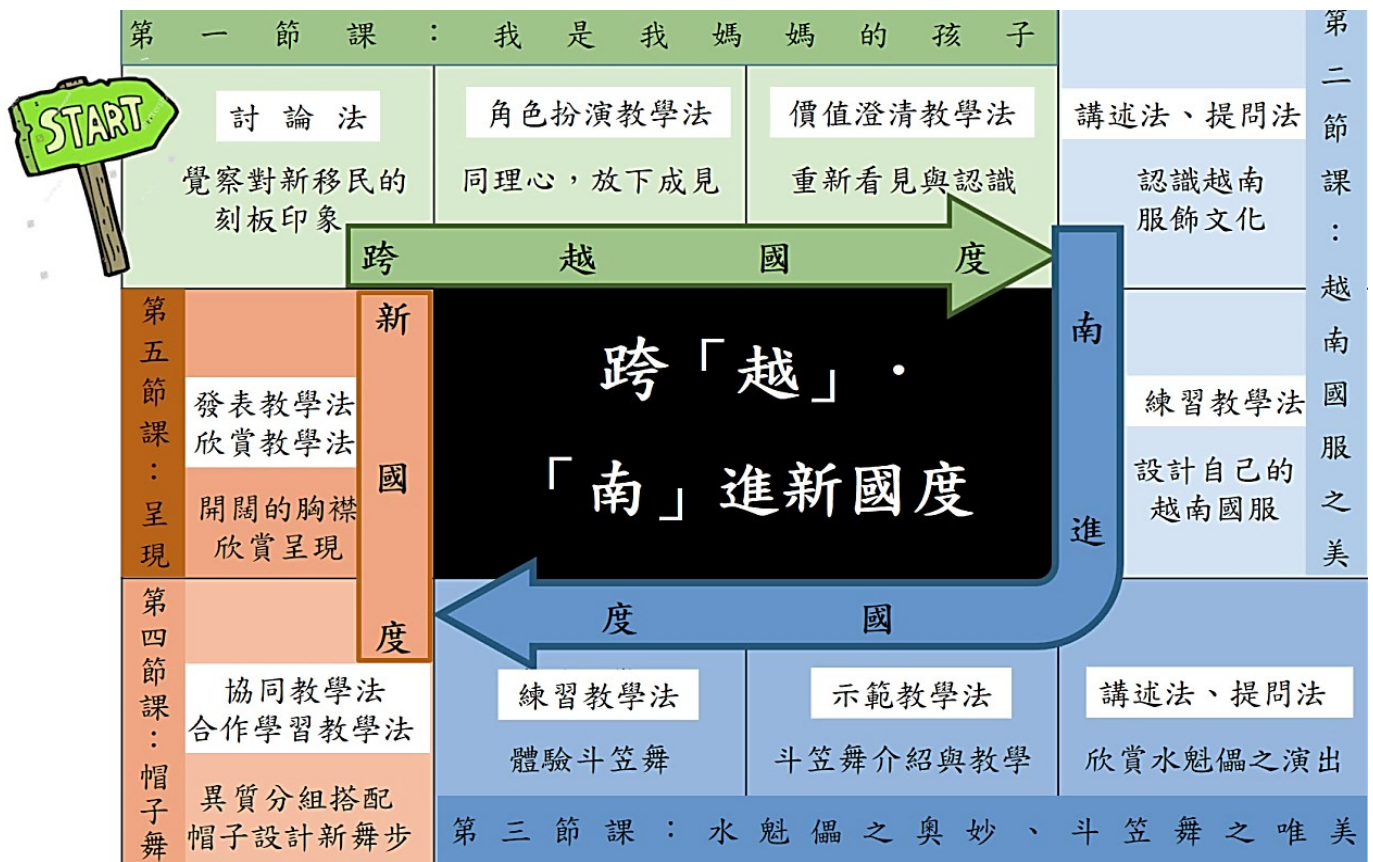 第一節課：我是我媽媽的孩子
START
討論法
覺察對新移民的
刻板印象
角色扮演教學法
同理心，放下成見
價值澄清教學法
重新看見與認識
跨越國度
第二節課：越南國服之美
講述法、提問法
認識越南
服飾文化
練習教學法
設計自己的
越南國服
南進
國度
跨「越」·
「南」進新國度
講述法、提問法
欣賞水魁儡之演出
示範教學法
斗笠舞介紹與教學
練習教學法
體驗斗笠舞
第三節課：水魁儡之奧妙、斗笠舞之唯美
第四節課：帽子舞
協同教學法
合作學習教學法
異質分組搭配
帽子設計新舞步
第五節課：呈現
發表教學法
欣賞教學法
開闊的胸襟
欣賞呈現
新國度